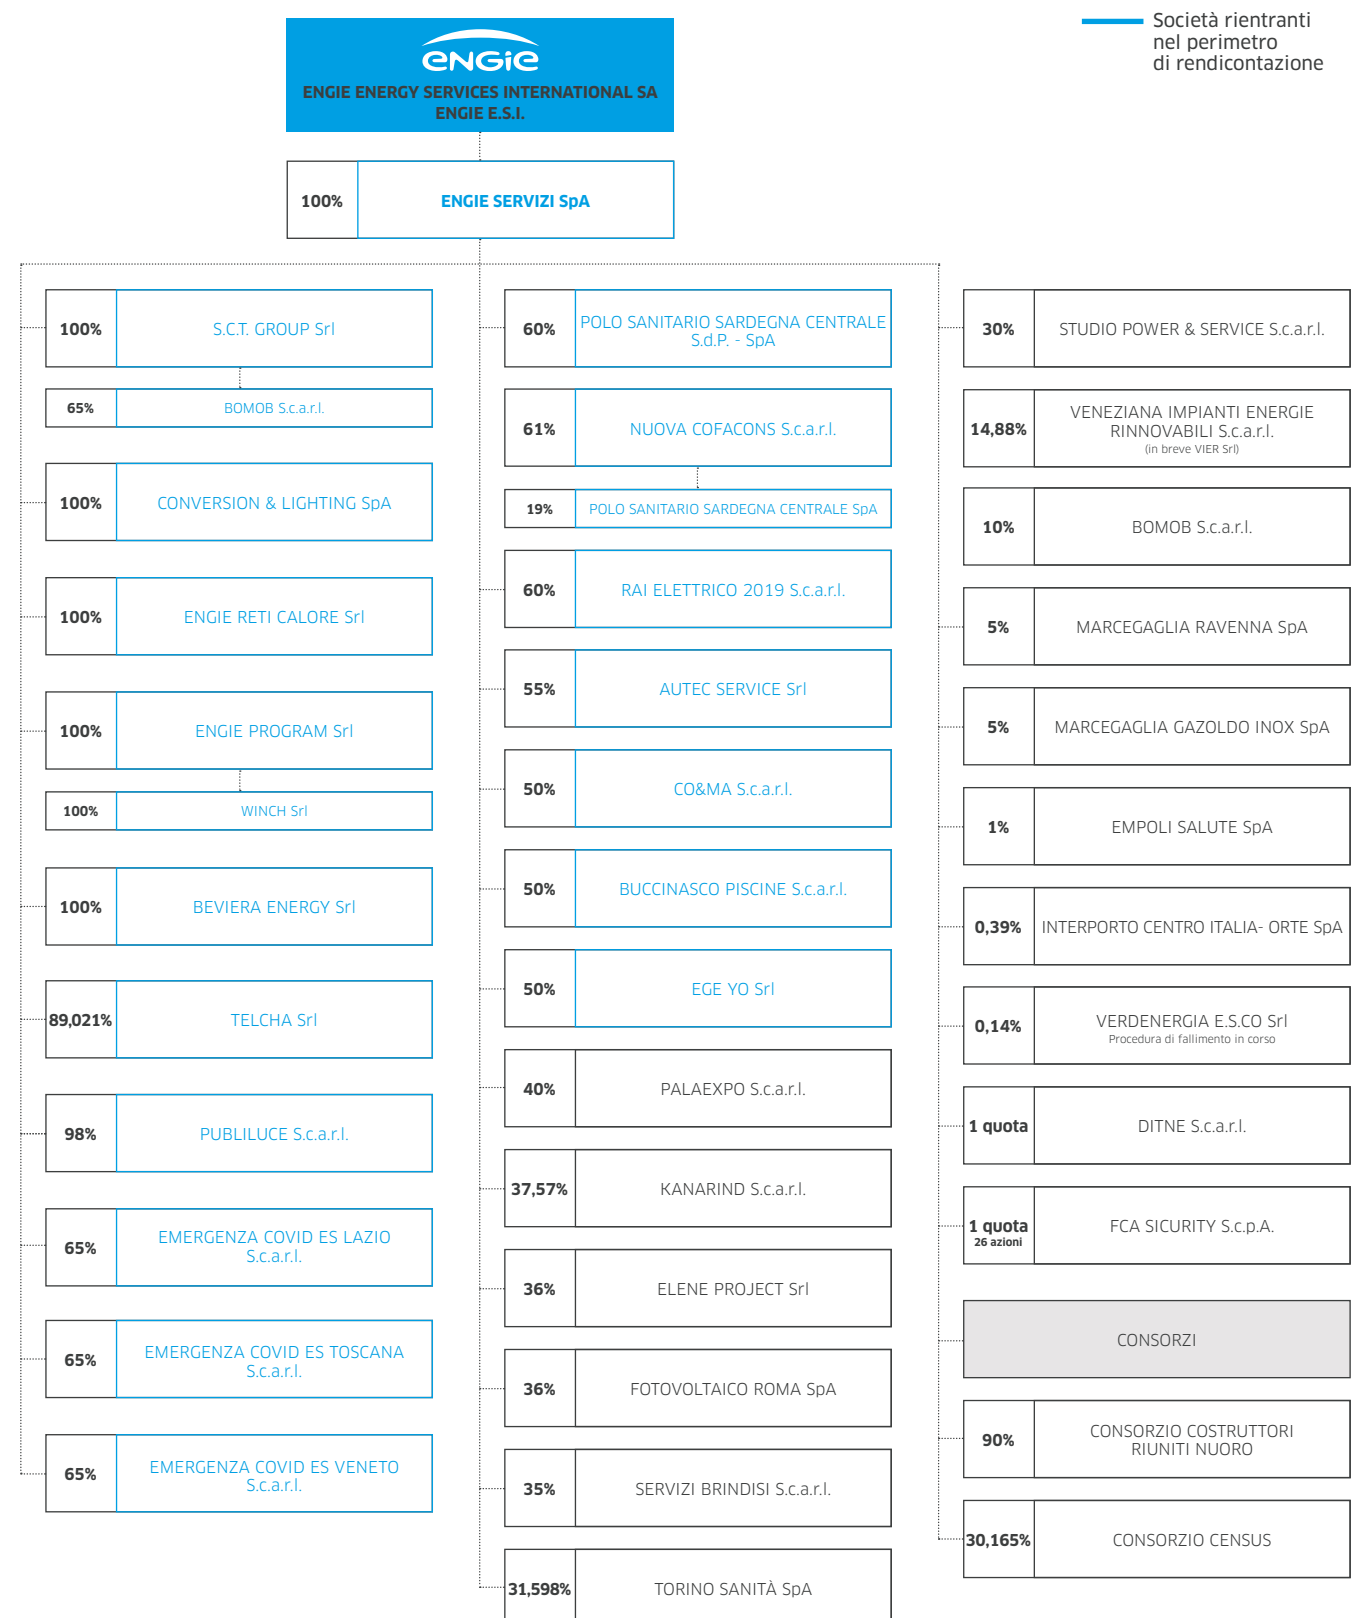 Società rientranti
nel perimetro
di rendicontazione
ENGIE
ENGIE ENERGY SERVICES INTERNATIONAL SA
ENGIE E.S.I.
100%
ENGIE SERVIZI SpA
100%
S.C.T. GROUP Srl
65%
BOMOB S.c.a.r.l.
100%
CONVERSION & LIGHTING SpA
100%
ENGIE RETI CALORE Srl
100%
ENGIE PROGRAM Srl
100%
WINCH Srl
100%
BEVIERA ENERGY Srl
89,021%
TELCHA Srl
98%
PUBLILUCE S.c.a.r.l.
65%
EMERGENZA COVID ES LAZIO
S.c.a.r.l.
65%
EMERGENZA COVID ES TOSCANA
S.c.a.r.l.
65%
EMERGENZA COVID ES VENETO
S.c.a.r.l.
60%
POLO SANITARIO SARDEGNA CENTRALE
S.d.P. - SpA
61%
NUOVA COFACONS S.c.a.r.l.
19%
POLO SANITARIO SARDEGNA CENTRALE SpA
60%
RAI ELETTRICO 2019 S.c.a.r.l.
55%
AUTEC SERVICE Srl
50%
CO&MA S.c.a.r.l.
50%
BUCCINASCO PISCINE S.c.a.r.l.
50%
EGE YO Srl
40%
PALAEXPO S.c.a.r.l.
37,57%
KANARIND S.c.a.r.l.
36%
ELENE PROJECT Srl
36%
FOTOVOLTAICO ROMA SpA
35%
SERVIZI BRINDISI S.c.a.r.l.
31,598%
TORINO SANITÀ SpA
30%
STUDIO POWER & SERVICE S.c.a.r.l.
14,88%
VENEZIANA IMPIANTI ENERGIE
RINNOVABILI S.c.a.r.l.
(in breve VIER Srl)
10%
BOMOB S.c.a.r.l.
5%
MARCEGAGLIA RAVENNA SpA
5%
MARCEGAGLIA GAZOLDO INOX SpA
1%
EMPOLI SALUTE SpA
0,39%
INTERPORTO CENTRO ITALIA- ORTE SpA
0,14%
VERDENERGIA E.S.CO Srl
Procedura di fallimento in corso
1 quota
DITNE S.c.a.r.l.
1 quota
26 azioni
FCA SICURITY S.c.p.A.
CONSORZI
90%
CONSORZIO COSTRUTTORI
RIUNITI NUORO
30,165%
CONSORZIO CENSUS